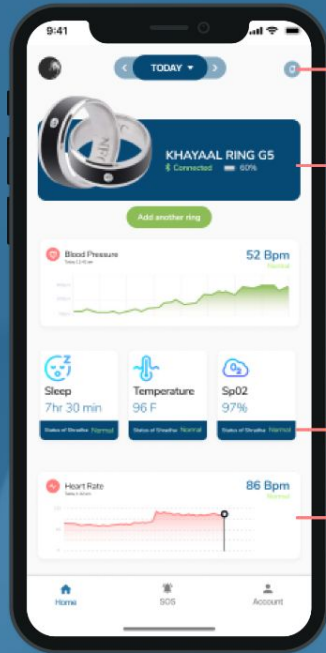 9:41
TODAY
KHAYAAL RING G5
Connected 60%
Add another ring
Blood Pressure
52 Bpm
Normal
Sleep
7hr 30 min
Temperature
96 F
Sp02
97%
Normal
Normal
Normal
Heart Rate
86 Bpm
Normal
Home
SOS
Account